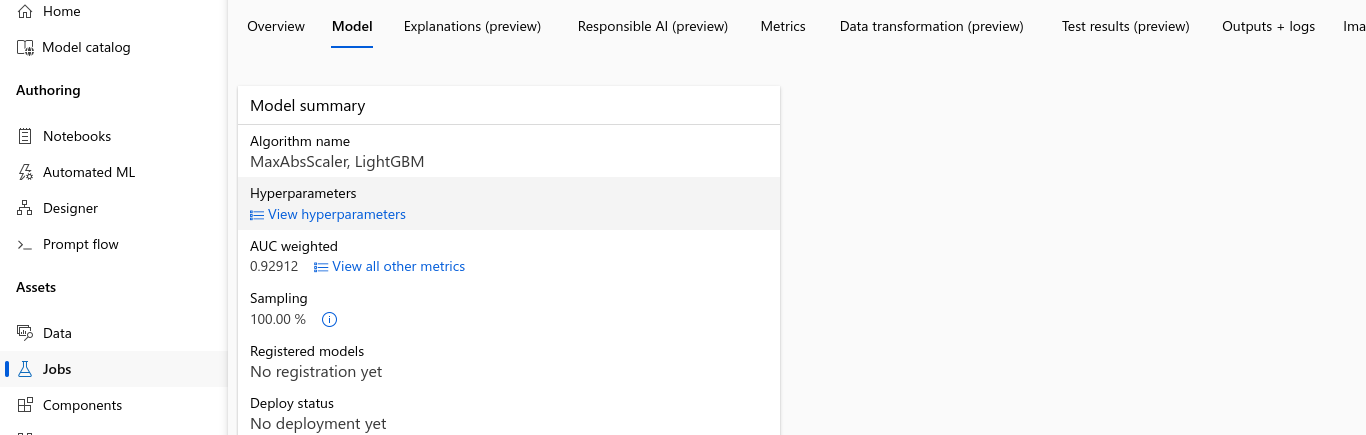 Home
Model catalog
Authoring
Notebooks
Automated ML
Designer
Prompt flow
Assets
Data
Jobs
Components
Overview Model Explanations (preview) Responsible AI (preview) Metrics Data transformation (preview) Test results (preview) Outputs + logs Ima
Model summary
Algorithm name
MaxAbsScaler, LightGBM
Hyperparameters
View hyperparameters
AUC weighted
0.92912 View all other metrics
Sampling
100.00 %
Registered models
No registration yet
Deploy status
No deployment yet